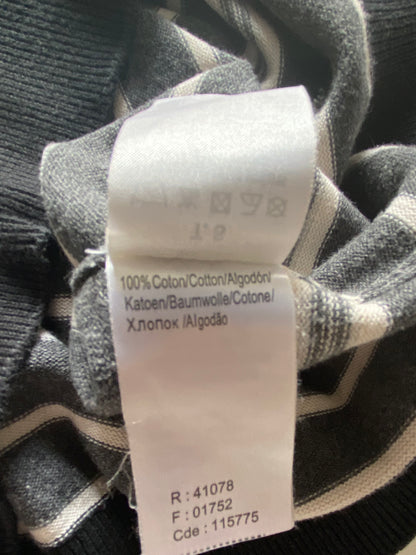 100% Coton/Cotton/Algodón/
Katoen/Baumwolle/Cotone/
Хлопок /Algodão
R : 41078
F : 01752
Cde : 115775